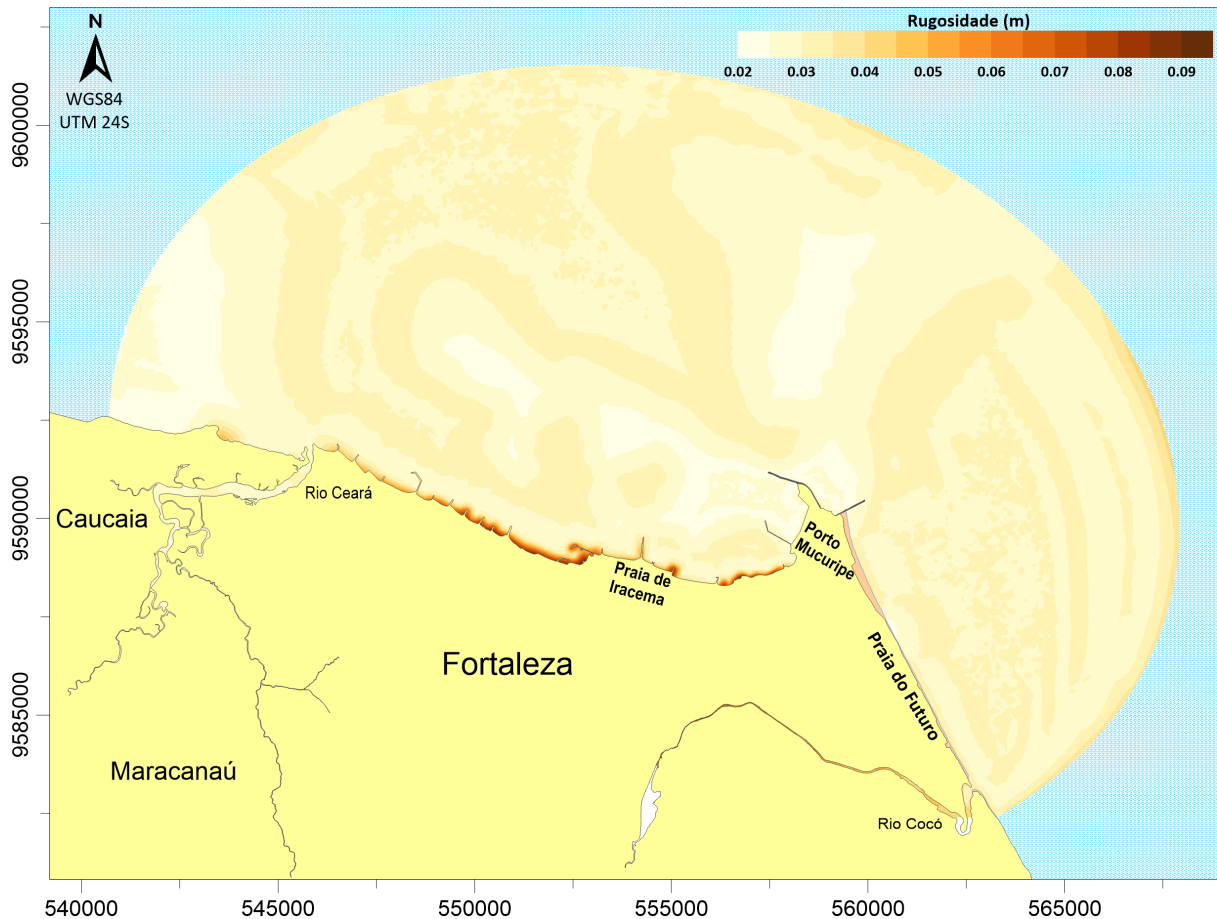 N
WGS84
UTM 24S
Rugosidade (m)
0.02 0.03 0.04 0.05 0.06 0.07 0.08 0.09
9600000
9595000
9590000
9585000
Rio Ceará
Caucaia
Porto
Mucuripe
Praia de
Iracema
Fortaleza
Praia do Futuro
Maracanaú
Rio Cocó
540000 545000 550000 555000 560000 565000